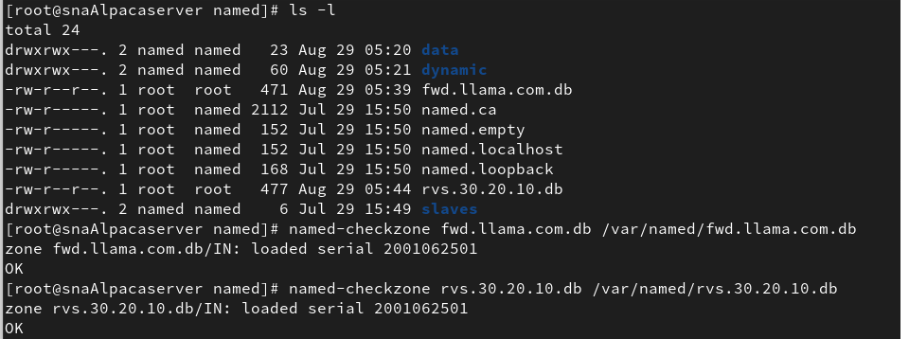 [root@snaAlpacaserver named]# ls -l
total 24
drwxrwx---. 2 named named   23 Aug 29 05:20 data
drwxrwx---. 2 named named   60 Aug 29 05:21 dynamic
-rw-r--r--. 1 root  root   471 Aug 29 05:39 fwd.llama.com.db
-rw-r-----. 1 root  named 2112 Jul 29 15:50 named.ca
-rw-r-----. 1 root  named  152 Jul 29 15:50 named.empty
-rw-r-----. 1 root  named  152 Jul 29 15:50 named.localhost
-rw-r-----. 1 root  named  168 Jul 29 15:50 named.loopback
-rw-r--r--. 1 root  root   477 Aug 29 05:44 rvs.30.20.10.db
drwxrwx---. 2 named named    6 Jul 29 15:49 slaves
[root@snaAlpacaserver named]# named-checkzone fwd.llama.com.db /var/named/fwd.llama.com.db
zone fwd.llama.com.db/IN: loaded serial 2001062501
OK
[root@snaAlpacaserver named]# named-checkzone rvs.30.20.10.db /var/named/rvs.30.20.10.db
zone rvs.30.20.10.db/IN: loaded serial 2001062501
OK